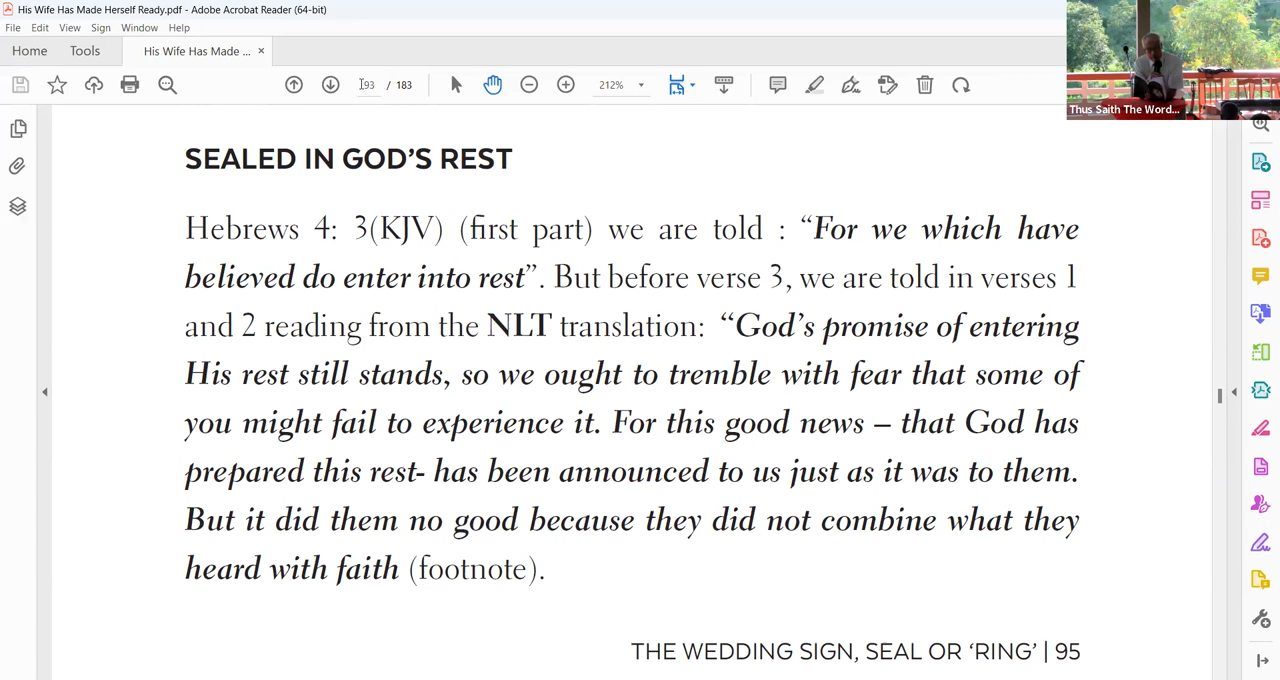 His Wife Has Made Herself Ready.pdf - Adobe Acrobat Reader (64-bit)
File Edit View Sign Window Help
Home Tools His Wife Has Made ... ×
193 / 183 212%
Thus Saith The Word...
SEALED IN GOD’S REST
Hebrews 4: 3(KJV) (first part) we are told : “For we which have
believed do enter into rest”. But before verse 3, we are told in verses 1
and 2 reading from the NLT translation: “God’s promise of entering
His rest still stands, so we ought to tremble with fear that some of
you might fail to experience it. For this good news – that God has
prepared this rest- has been announced to us just as it was to them.
But it did them no good because they did not combine what they
heard with faith (footnote).
THE WEDDING SIGN, SEAL OR ‘RING’ | 95